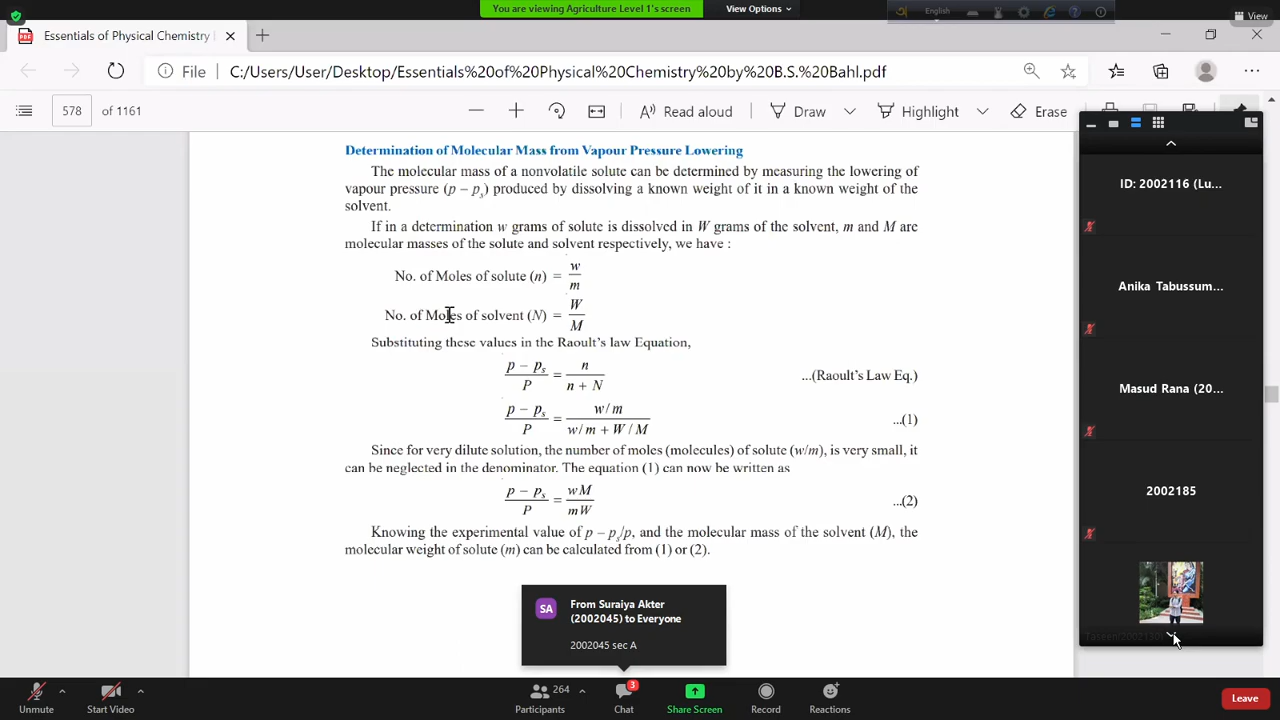 You are viewing Agriculture Level 1's screen
View Options
English
View
Essentials of Physical Chemistry
File
C:/Users/User/Desktop/Essentials%20of%20Physical%20Chemistry%20by%20B.S.%20Bahl.pdf
578 of 1161
Read aloud
Draw
Highlight
Erase
Determination of Molecular Mass from Vapour Pressure Lowering
The molecular mass of a nonvolatile solute can be determined by measuring the lowering of
vapour pressure (p – pₛ) produced by dissolving a known weight of it in a known weight of the
solvent.
If in a determination w grams of solute is dissolved in W grams of the solvent, m and M are
molecular masses of the solute and solvent respectively, we have :
No. of Moles of solute (n) = w/m
No. of Moles of solvent (N) = W/M
Substituting these values in the Raoult's law Equation,
(p – pₛ)/P = n/(n + N) ...(Raoult's Law Eq.)
(p – pₛ)/P = (w/m)/(w/m + W/M) ...(1)
Since for very dilute solution, the number of moles (molecules) of solute (w/m), is very small, it
can be neglected in the denominator. The equation (1) can now be written as
(p – pₛ)/P = wM/mW ...(2)
Knowing the experimental value of p – pₛ/p, and the molecular mass of the solvent (M), the
molecular weight of solute (m) can be calculated from (1) or (2).
SA
From Suraiya Akter
(2002045) to Everyone
2002045 sec A
ID: 2002116 (Lu...
Anika Tabussum...
Masud Rana (20...
2002185
Unmute
Start Video
264
Participants
3
Chat
Share Screen
Record
Reactions
Leave